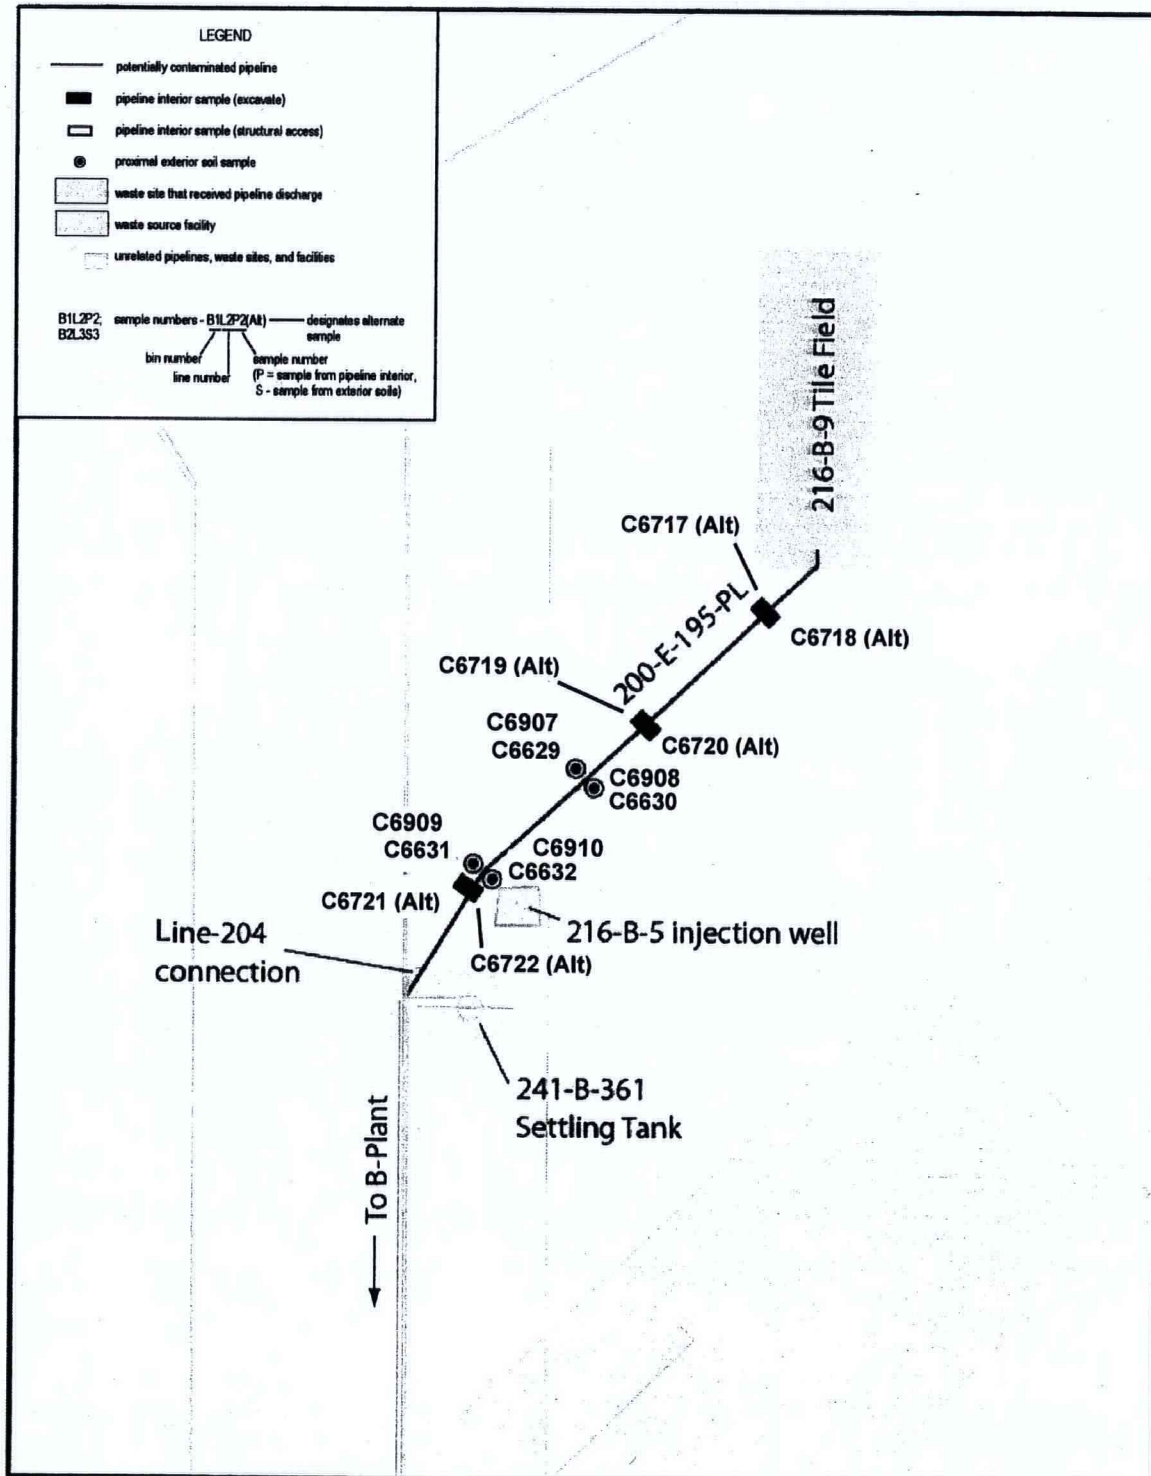 LEGEND
potentially contaminated pipeline
pipeline interior sample (excavate)
pipeline interior sample (structural access)
proximal exterior soil sample
waste site that received pipeline discharge
waste source facility
unrelated pipelines, waste sites, and facilities
B1L2P2; sample numbers - B1L2P2(Alt) designates alternate
B2L3S3 sample
bin number sample number
line number (P = sample from pipeline interior,
S - sample from exterior soils)
216-B-9 Tile Field
C6717 (Alt)
200-E-195-PL
C6718 (Alt)
C6719 (Alt)
C6907
C6629
C6720 (Alt)
C6908
C6630
C6909
C6631
C6910
C6632
C6721 (Alt)
Line-204
connection
216-B-5 injection well
C6722 (Alt)
241-B-361
Settling Tank
To B-Plant